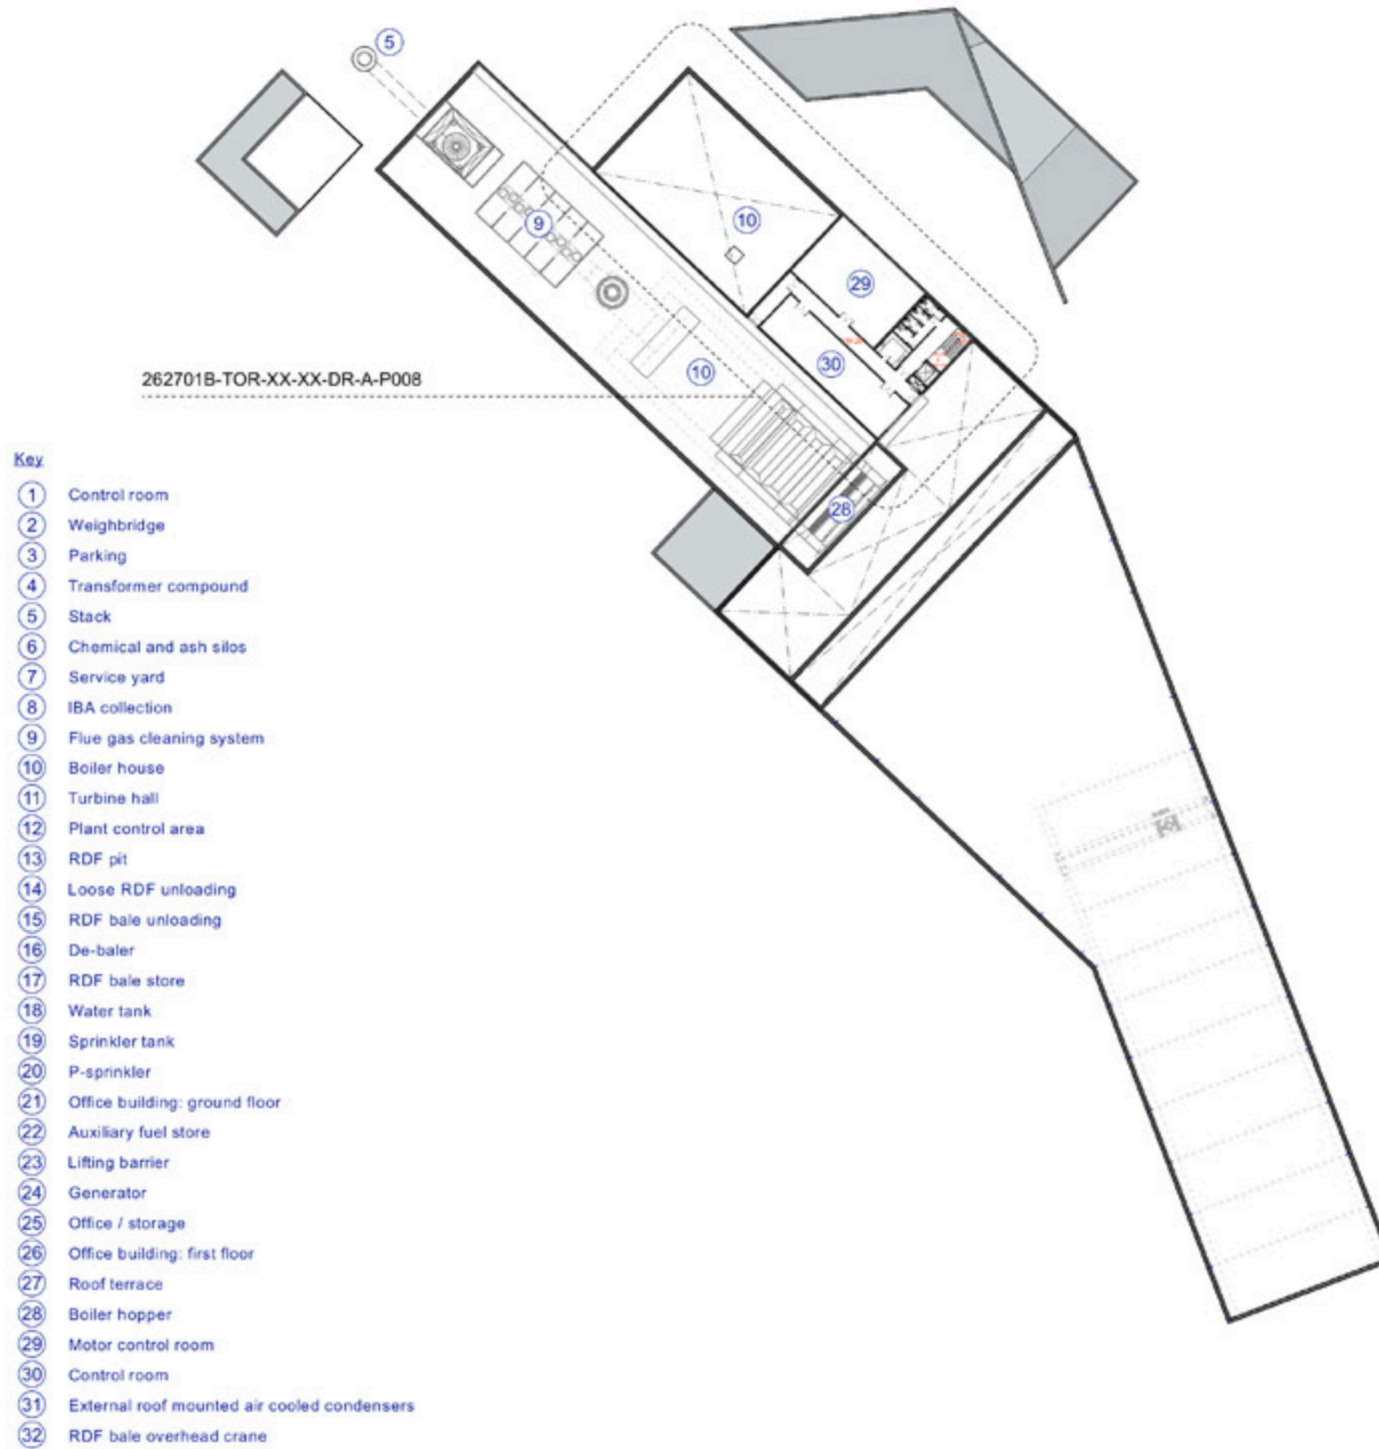 5
10
9
29
30
10
262701B-TOR-XX-XX-DR-A-P008
28
Key
1 Control room
2 Weighbridge
3 Parking
4 Transformer compound
5 Stack
6 Chemical and ash silos
7 Service yard
8 IBA collection
9 Flue gas cleaning system
10 Boiler house
11 Turbine hall
12 Plant control area
13 RDF pit
14 Loose RDF unloading
15 RDF bale unloading
16 De-baler
17 RDF bale store
18 Water tank
19 Sprinkler tank
20 P-sprinkler
21 Office building: ground floor
22 Auxiliary fuel store
23 Lifting barrier
24 Generator
25 Office / storage
26 Office building: first floor
27 Roof terrace
28 Boiler hopper
29 Motor control room
30 Control room
31 External roof mounted air cooled condensers
32 RDF bale overhead crane